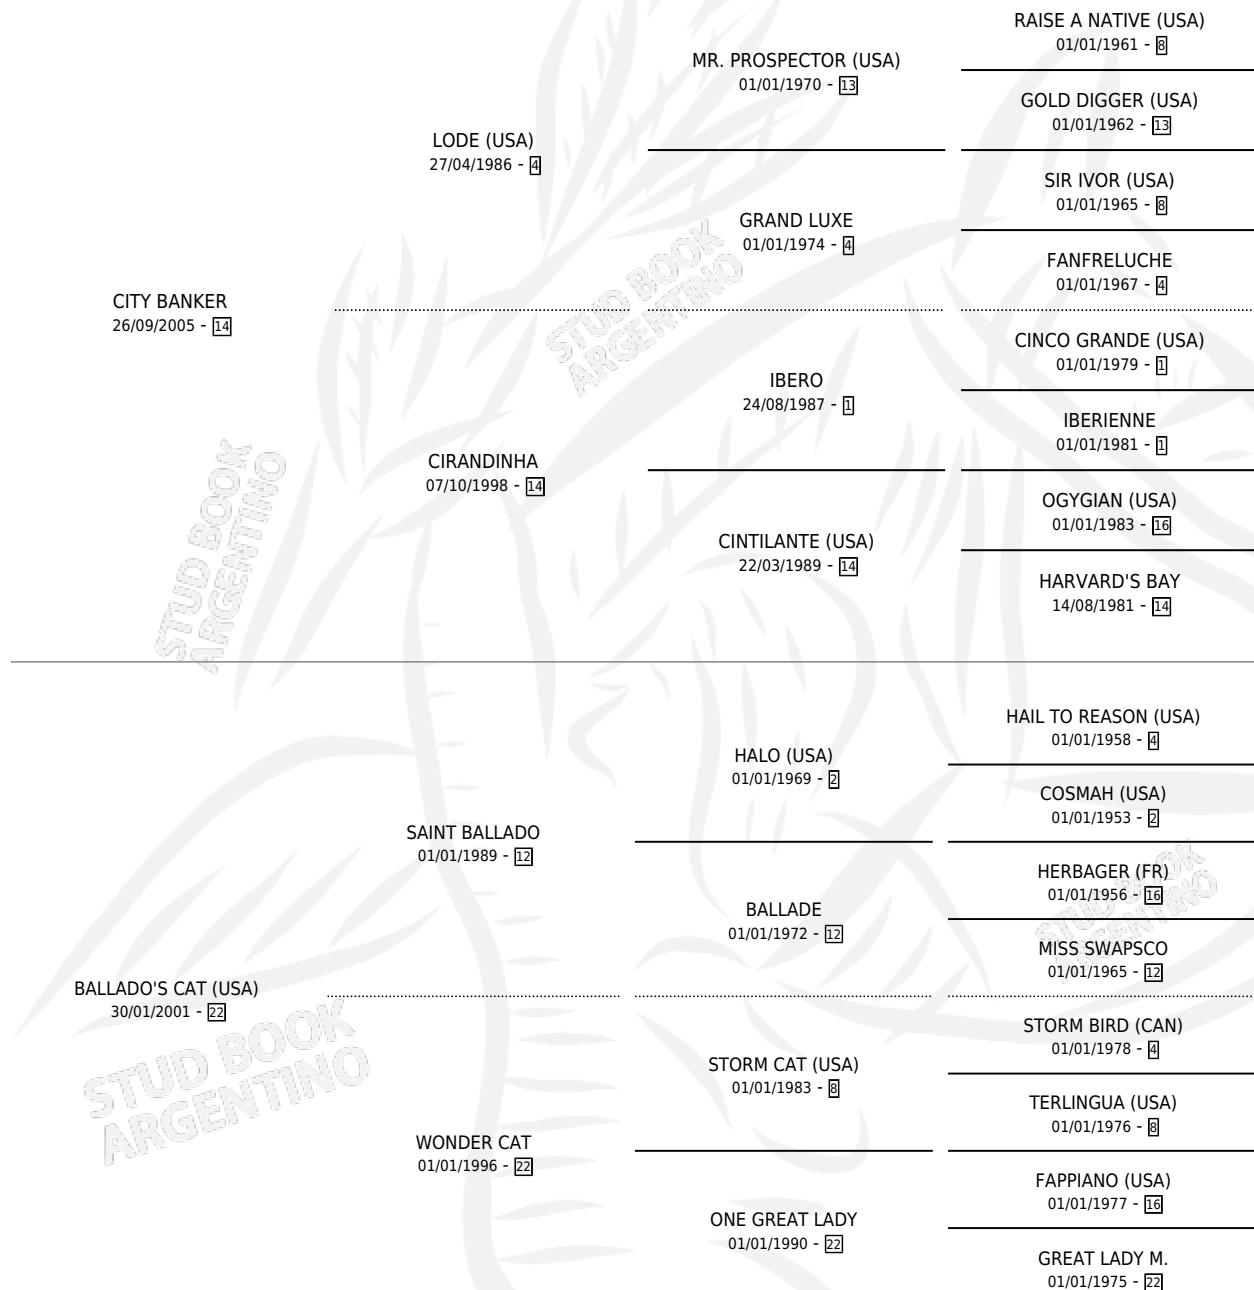 RAISE A NATIVE (USA)
01/01/1961 - 8
MR. PROSPECTOR (USA)
01/01/1970 - 13
GOLD DIGGER (USA)
01/01/1962 - 13
LODE (USA)
27/04/1986 - 4
SIR IVOR (USA)
01/01/1965 - 8
GRAND LUXE
01/01/1974 - 4
FANFRELUCHE
01/01/1967 - 4
CITY BANKER
26/09/2005 - 14
STUD BOOK
ARGENTINO
CINCO GRANDE (USA)
01/01/1979 - 1
IBERO
24/08/1987 - 1
IBERIENNE
01/01/1981 - 1
CIRANDINHA
07/10/1998 - 14
OGYGIAN (USA)
01/01/1983 - 16
CINTILANTE (USA)
22/03/1989 - 14
HARVARD'S BAY
14/08/1981 - 14
STUD BOOK
ARGENTINO
HAIL TO REASON (USA)
01/01/1958 - 4
HALO (USA)
01/01/1969 - 2
COSMAH (USA)
01/01/1953 - 2
SAINT BALLADO
01/01/1989 - 12
HERBAGER (FR)
01/01/1956 - 16
BALLADE
01/01/1972 - 12
MISS SWAPSCO
01/01/1965 - 12
STUD BOOK
ARGENTINO
BALLADO'S CAT (USA)
30/01/2001 - 22
STORM BIRD (CAN)
01/01/1978 - 4
STORM CAT (USA)
01/01/1983 - 8
TERLINGUA (USA)
01/01/1976 - 8
STUD BOOK
ARGENTINO
WONDER CAT
01/01/1996 - 22
FAPPIANO (USA)
01/01/1977 - 16
ONE GREAT LADY
01/01/1990 - 22
GREAT LADY M.
01/01/1975 - 22